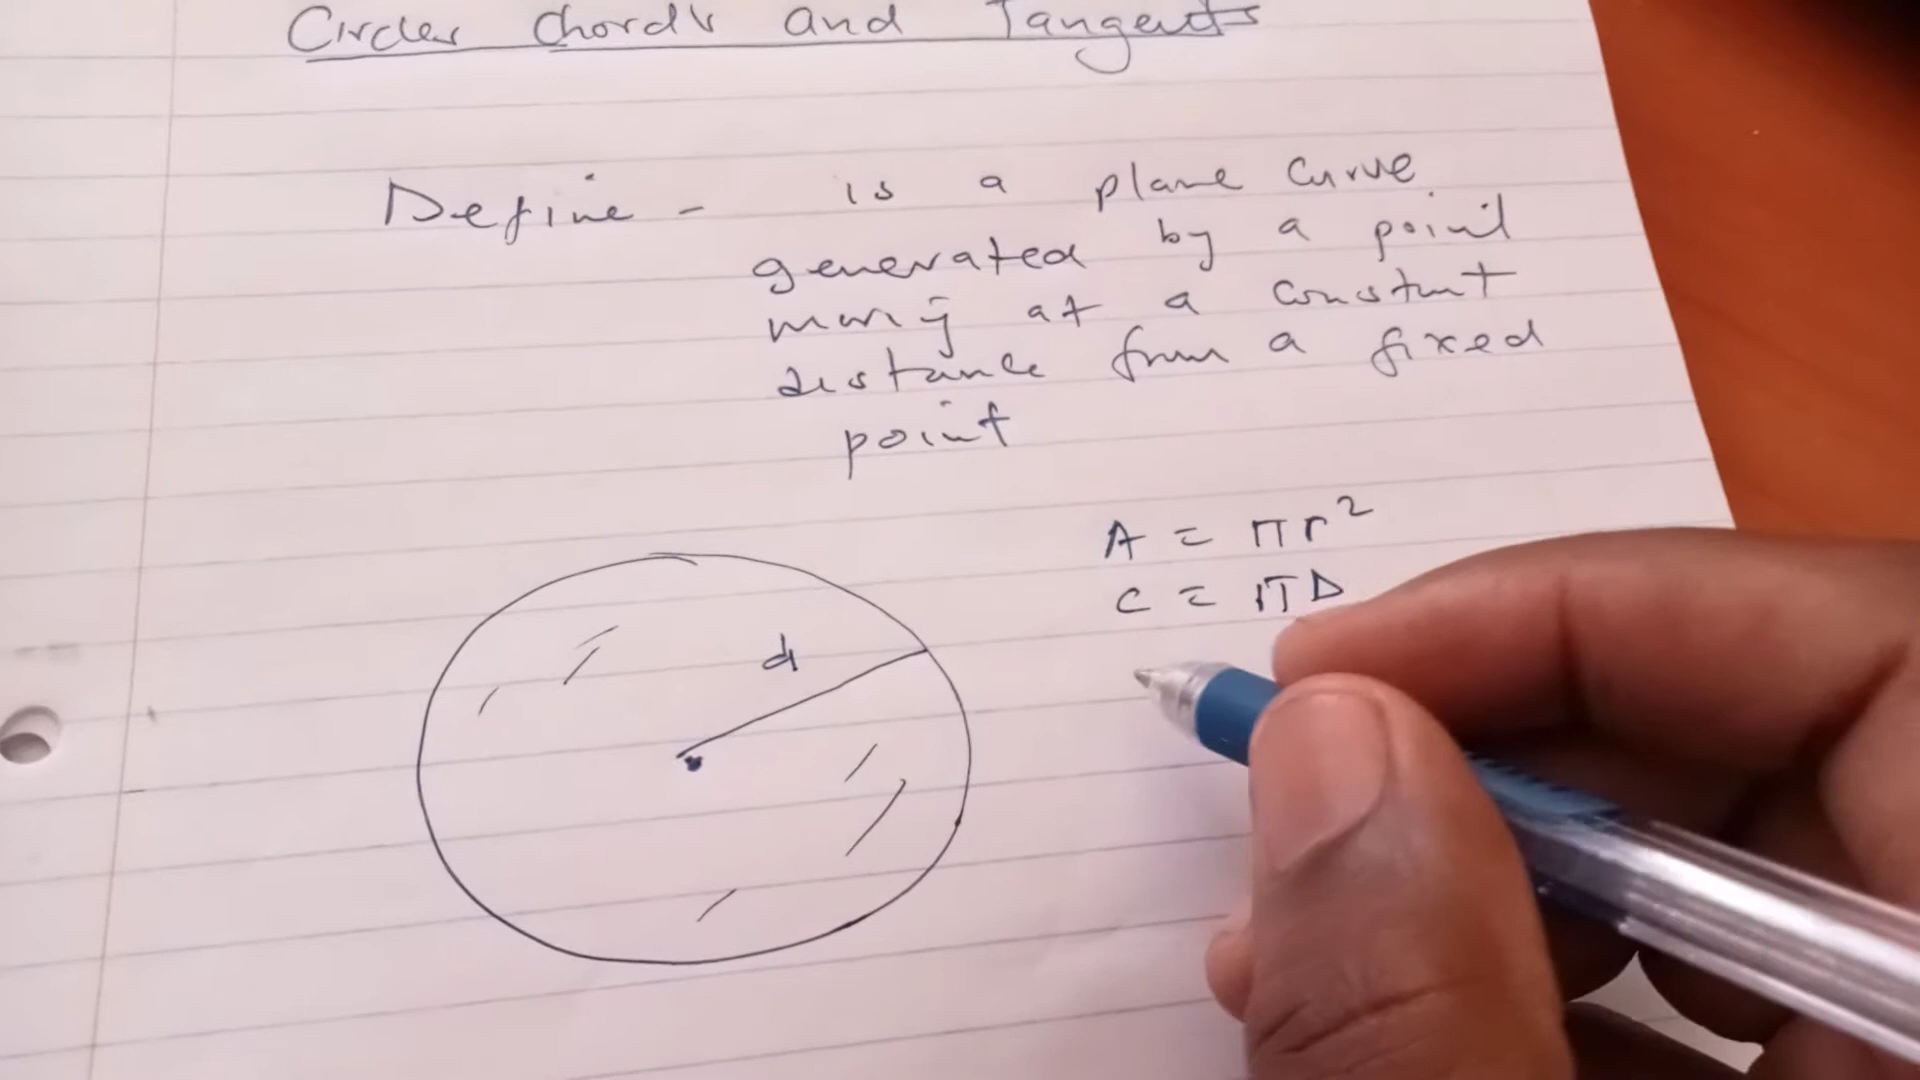 Circles Chords and Tangents
Define - is a plane curve
generated by a point
moving at a constant
distance from a fixed
point
A = πr²
C = πD
d